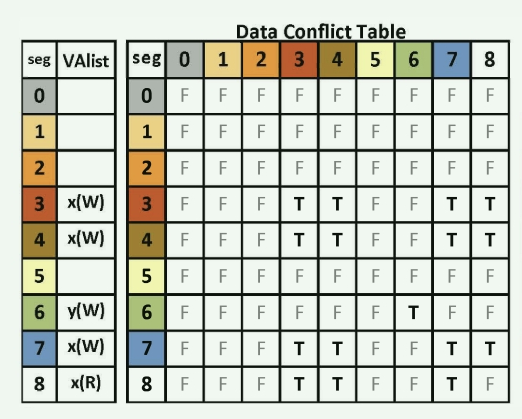 Data Conflict Table
seg VAlist seg 0 1 2 3 4 5 6 7 8
0 0 F F F F F F F F F
1 1 F F F F F F F F F
2 2 F F F F F F F F F
3 x(W) 3 F F F T T F F T T
4 x(W) 4 F F F T T F F T T
5 5 F F F F F F F F F
6 y(W) 6 F F F F F F T F F
7 x(W) 7 F F F T T F F T T
8 x(R) 8 F F F T T F F T F